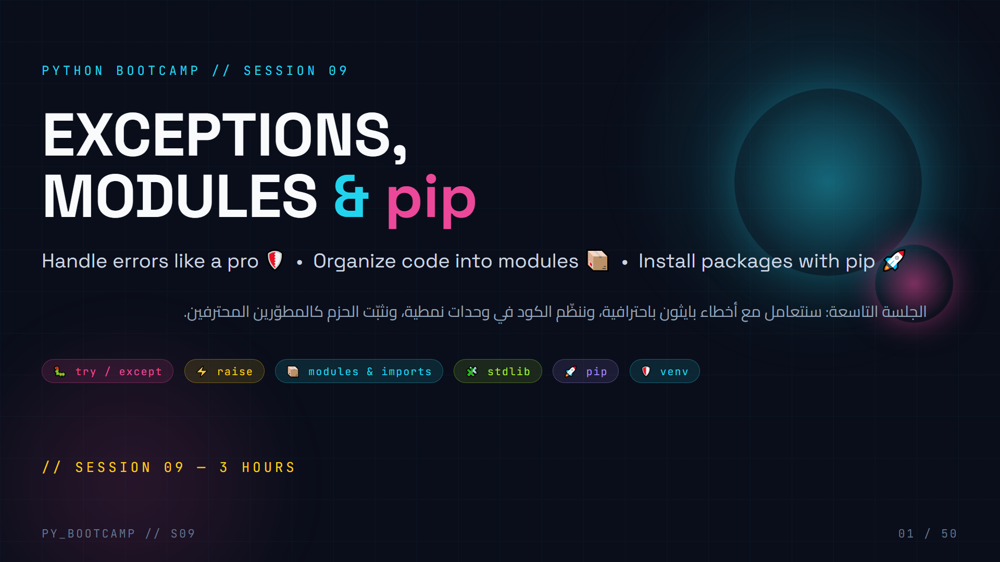 PYTHON BOOTCAMP // SESSION 09
EXCEPTIONS,
MODULES & pip
Handle errors like a pro 🛡️ • Organize code into modules 📦 • Install packages with pip 🚀
الجلسة التاسعة: سنتعامل مع أخطاء بايثون باحترافية، وننظّم الكود في وحدات نمطية، ونثبّت الحزم كالمطوّرين المحترفين.
🐛 try / except
⚡ raise
📦 modules & imports
🧩 stdlib
🚀 pip
🛡️ venv
// SESSION 09 — 3 HOURS
PY_BOOTCAMP // S09
01 / 50